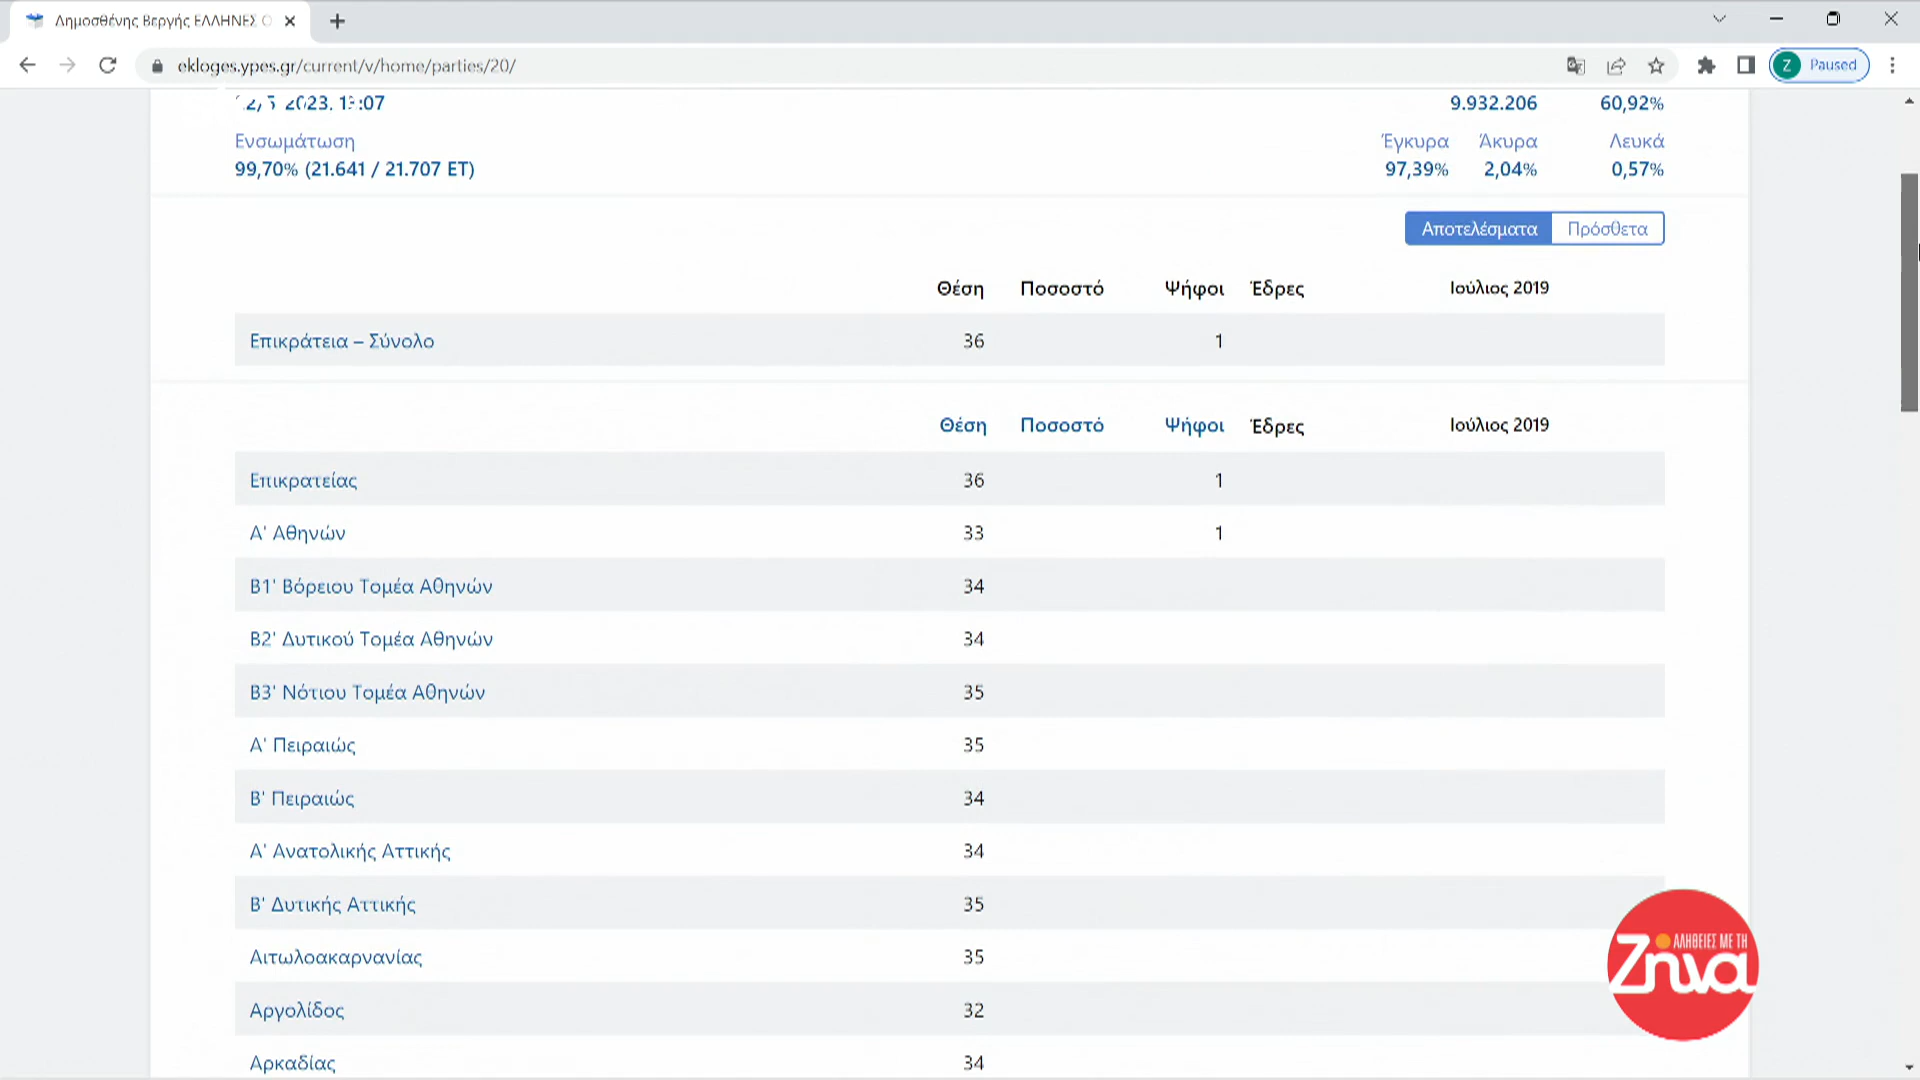 Δημοσθένης Βεργής ΕΛΛΗΝΕΣ Ο
ekloges.ypes.gr/current/v/home/parties/20/
Z Paused
9.932.206 60,92%
Ενσωμάτωση Έγκυρα Άκυρα Λευκά
99,70% (21.641 / 21.707 ΕΤ) 97,39% 2,04% 0,57%
Αποτελέσματα Πρόσθετα
Θέση Ποσοστό Ψήφοι Έδρες Ιούλιος 2019
Επικράτεια – Σύνολο 36 1
Θέση Ποσοστό Ψήφοι Έδρες Ιούλιος 2019
Επικρατείας 36 1
Α' Αθηνών 33 1
Β1' Βόρειου Τομέα Αθηνών 34
Β2' Δυτικού Τομέα Αθηνών 34
Β3' Νότιου Τομέα Αθηνών 35
Α' Πειραιώς 35
Β' Πειραιώς 34
Α' Ανατολικής Αττικής 34
Β' Δυτικής Αττικής 35
Αιτωλοακαρνανίας 35
Αργολίδος 32
Αρκαδίας 34
ΑΛΗΘΕΙΕΣ ΜΕ ΤΗ
Ζήνα